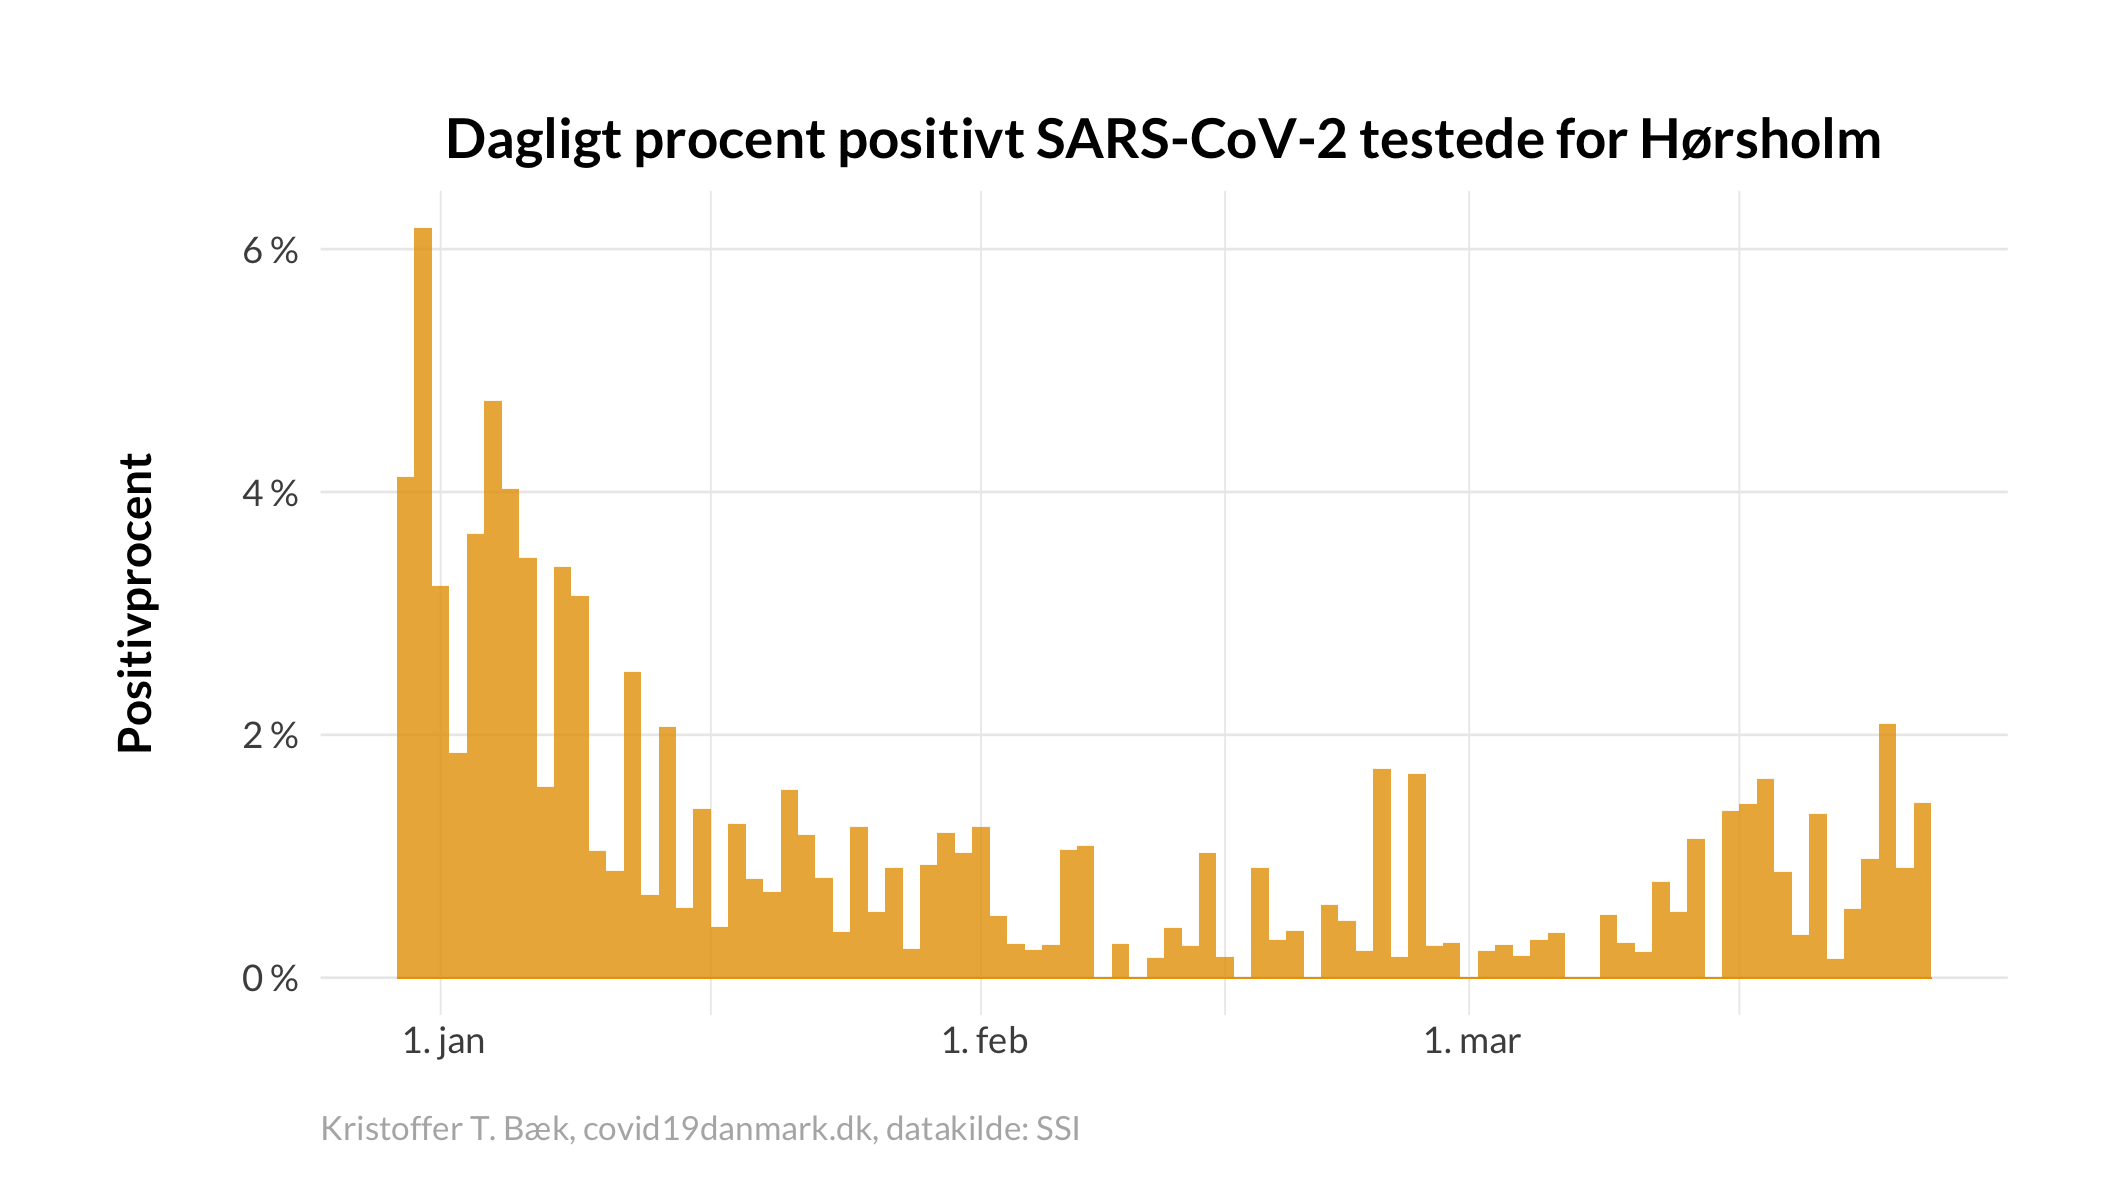 Dagligt procent positivt SARS-CoV-2 testede for Hørsholm
Positivprocent
6 %
4 %
2 %
0 %
1. jan
1. feb
1. mar
Kristoffer T. Bæk, covid19danmark.dk, datakilde: SSI